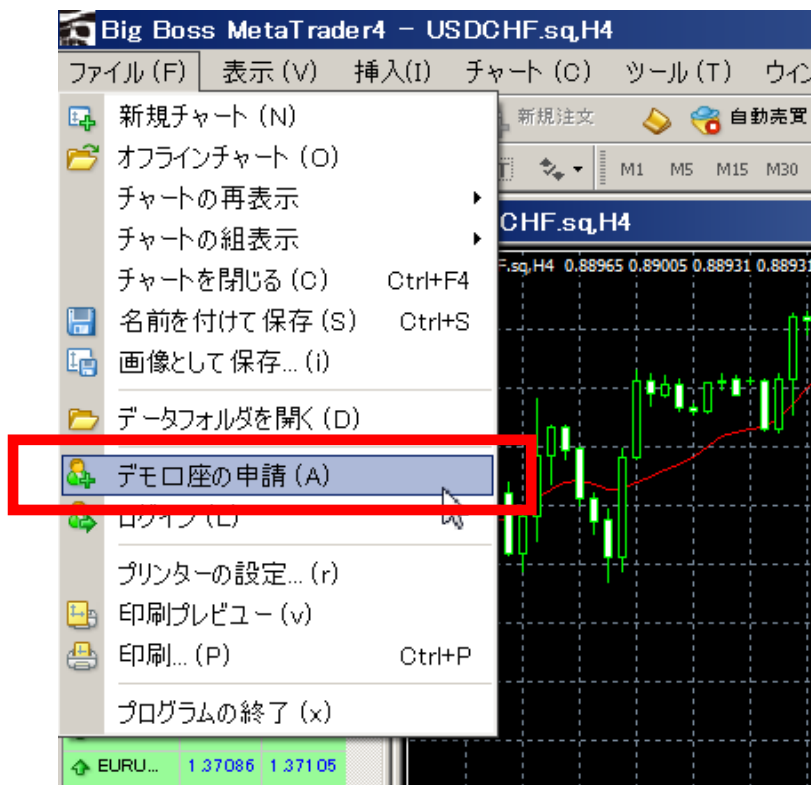 Big Boss MetaTrader4 - USDCHF.sq,H4
ファイル (F) 表示 (V) 挿入(I) チャート (C) ツール (T)
新規チャート (N)
新規注文 自動売買
オフラインチャート (O)
M1 M5 M15 M30
チャートの再表示
CHF.sq,H4
チャートの組表示
チャートを閉じる (C) Ctrl+F4
F.sq,H4 0.88965 0.89005 0.88931 0.88931
名前を付けて保存 (S) Ctrl+S
画像として保存... (i)
データフォルダを開く (D)
デモ口座の申請 (A)
ログイン (L)
プリンターの設定... (r)
印刷プレビュー (v)
印刷... (P) Ctrl+P
プログラムの終了 (x)
EURU... 1.37086 1.37105